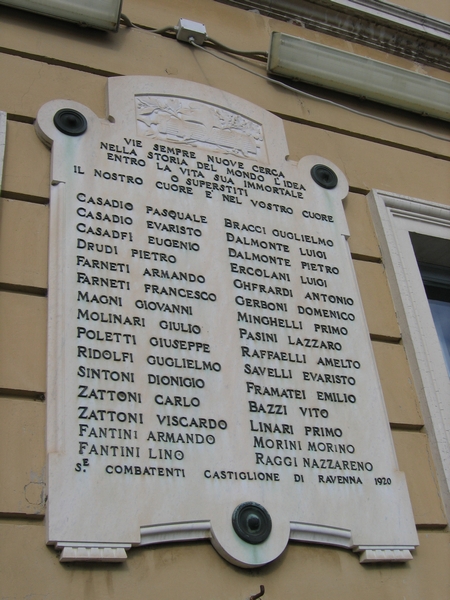 VIE SEMPRE NUOVE CERCA
NELLA STORIA DEL MONDO L'IDEA
ENTRO LA VITA SUA IMMORTALE
O SUPERSTITI
IL NOSTRO CUORE È NEL VOSTRO CUORE
CASADIO PASQUALE
CASADIO EVARISTO
CASADEI EUGENIO
DRUDI PIETRO
FARNETI ARMANDO
FARNETI FRANCESCO
MAGNI GIOVANNI
MOLINARI GIULIO
POLETTI GIUSEPPE
RIDOLFI GUGLIELMO
SINTONI DIONIGIO
ZATTONI CARLO
ZATTONI VISCARDO
FANTINI ARMANDO
FANTINI LINO
BRACCI GUGLIELMO
DALMONTE LUIGI
DALMONTE PIETRO
ERCOLANI LUIGI
GHFRARDI ANTONIO
GERBONI DOMENICO
MINGHELLI PRIMO
PASINI LAZZARO
RAFFAELLI AMELTO
SAVELLI EVARISTO
FRAMATEI EMILIO
BAZZI VITO
LINARI PRIMO
MORINI MORINO
RAGGI NAZZARENO
S.E COMBATENTI CASTIGLIONE DI RAVENNA 1920